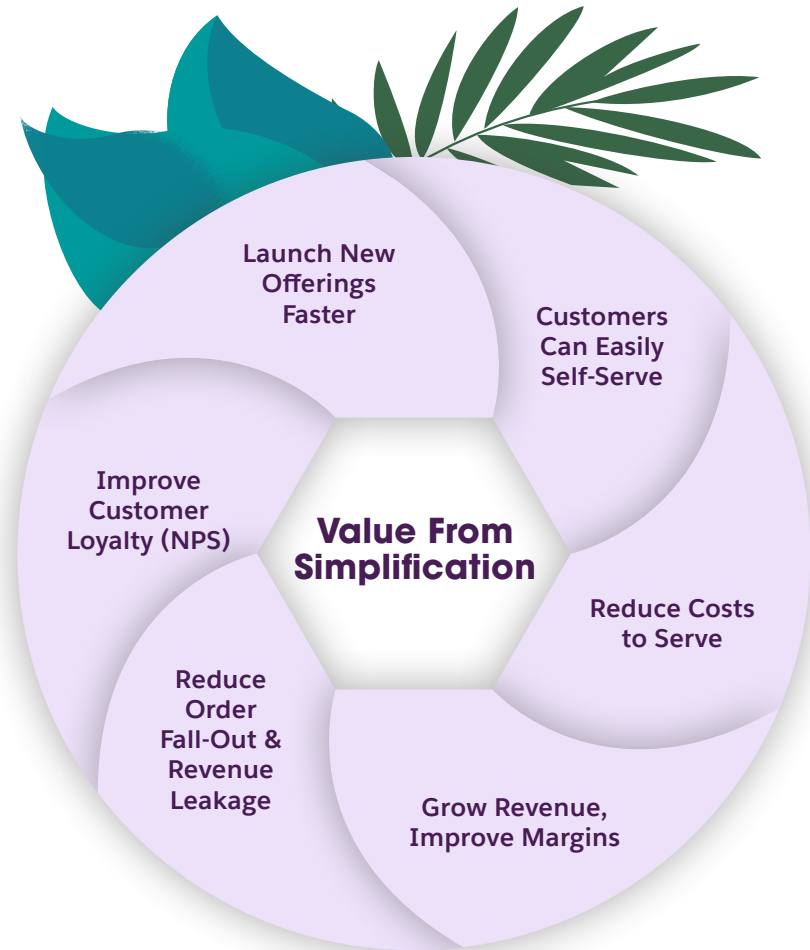 Launch New
Offerings
Faster
Customers
Can Easily
Self-Serve
Reduce Costs
to Serve
Grow Revenue,
Improve Margins
Reduce
Order
Fall-Out &
Revenue
Leakage
Improve
Customer
Loyalty (NPS)
Value From
Simplification